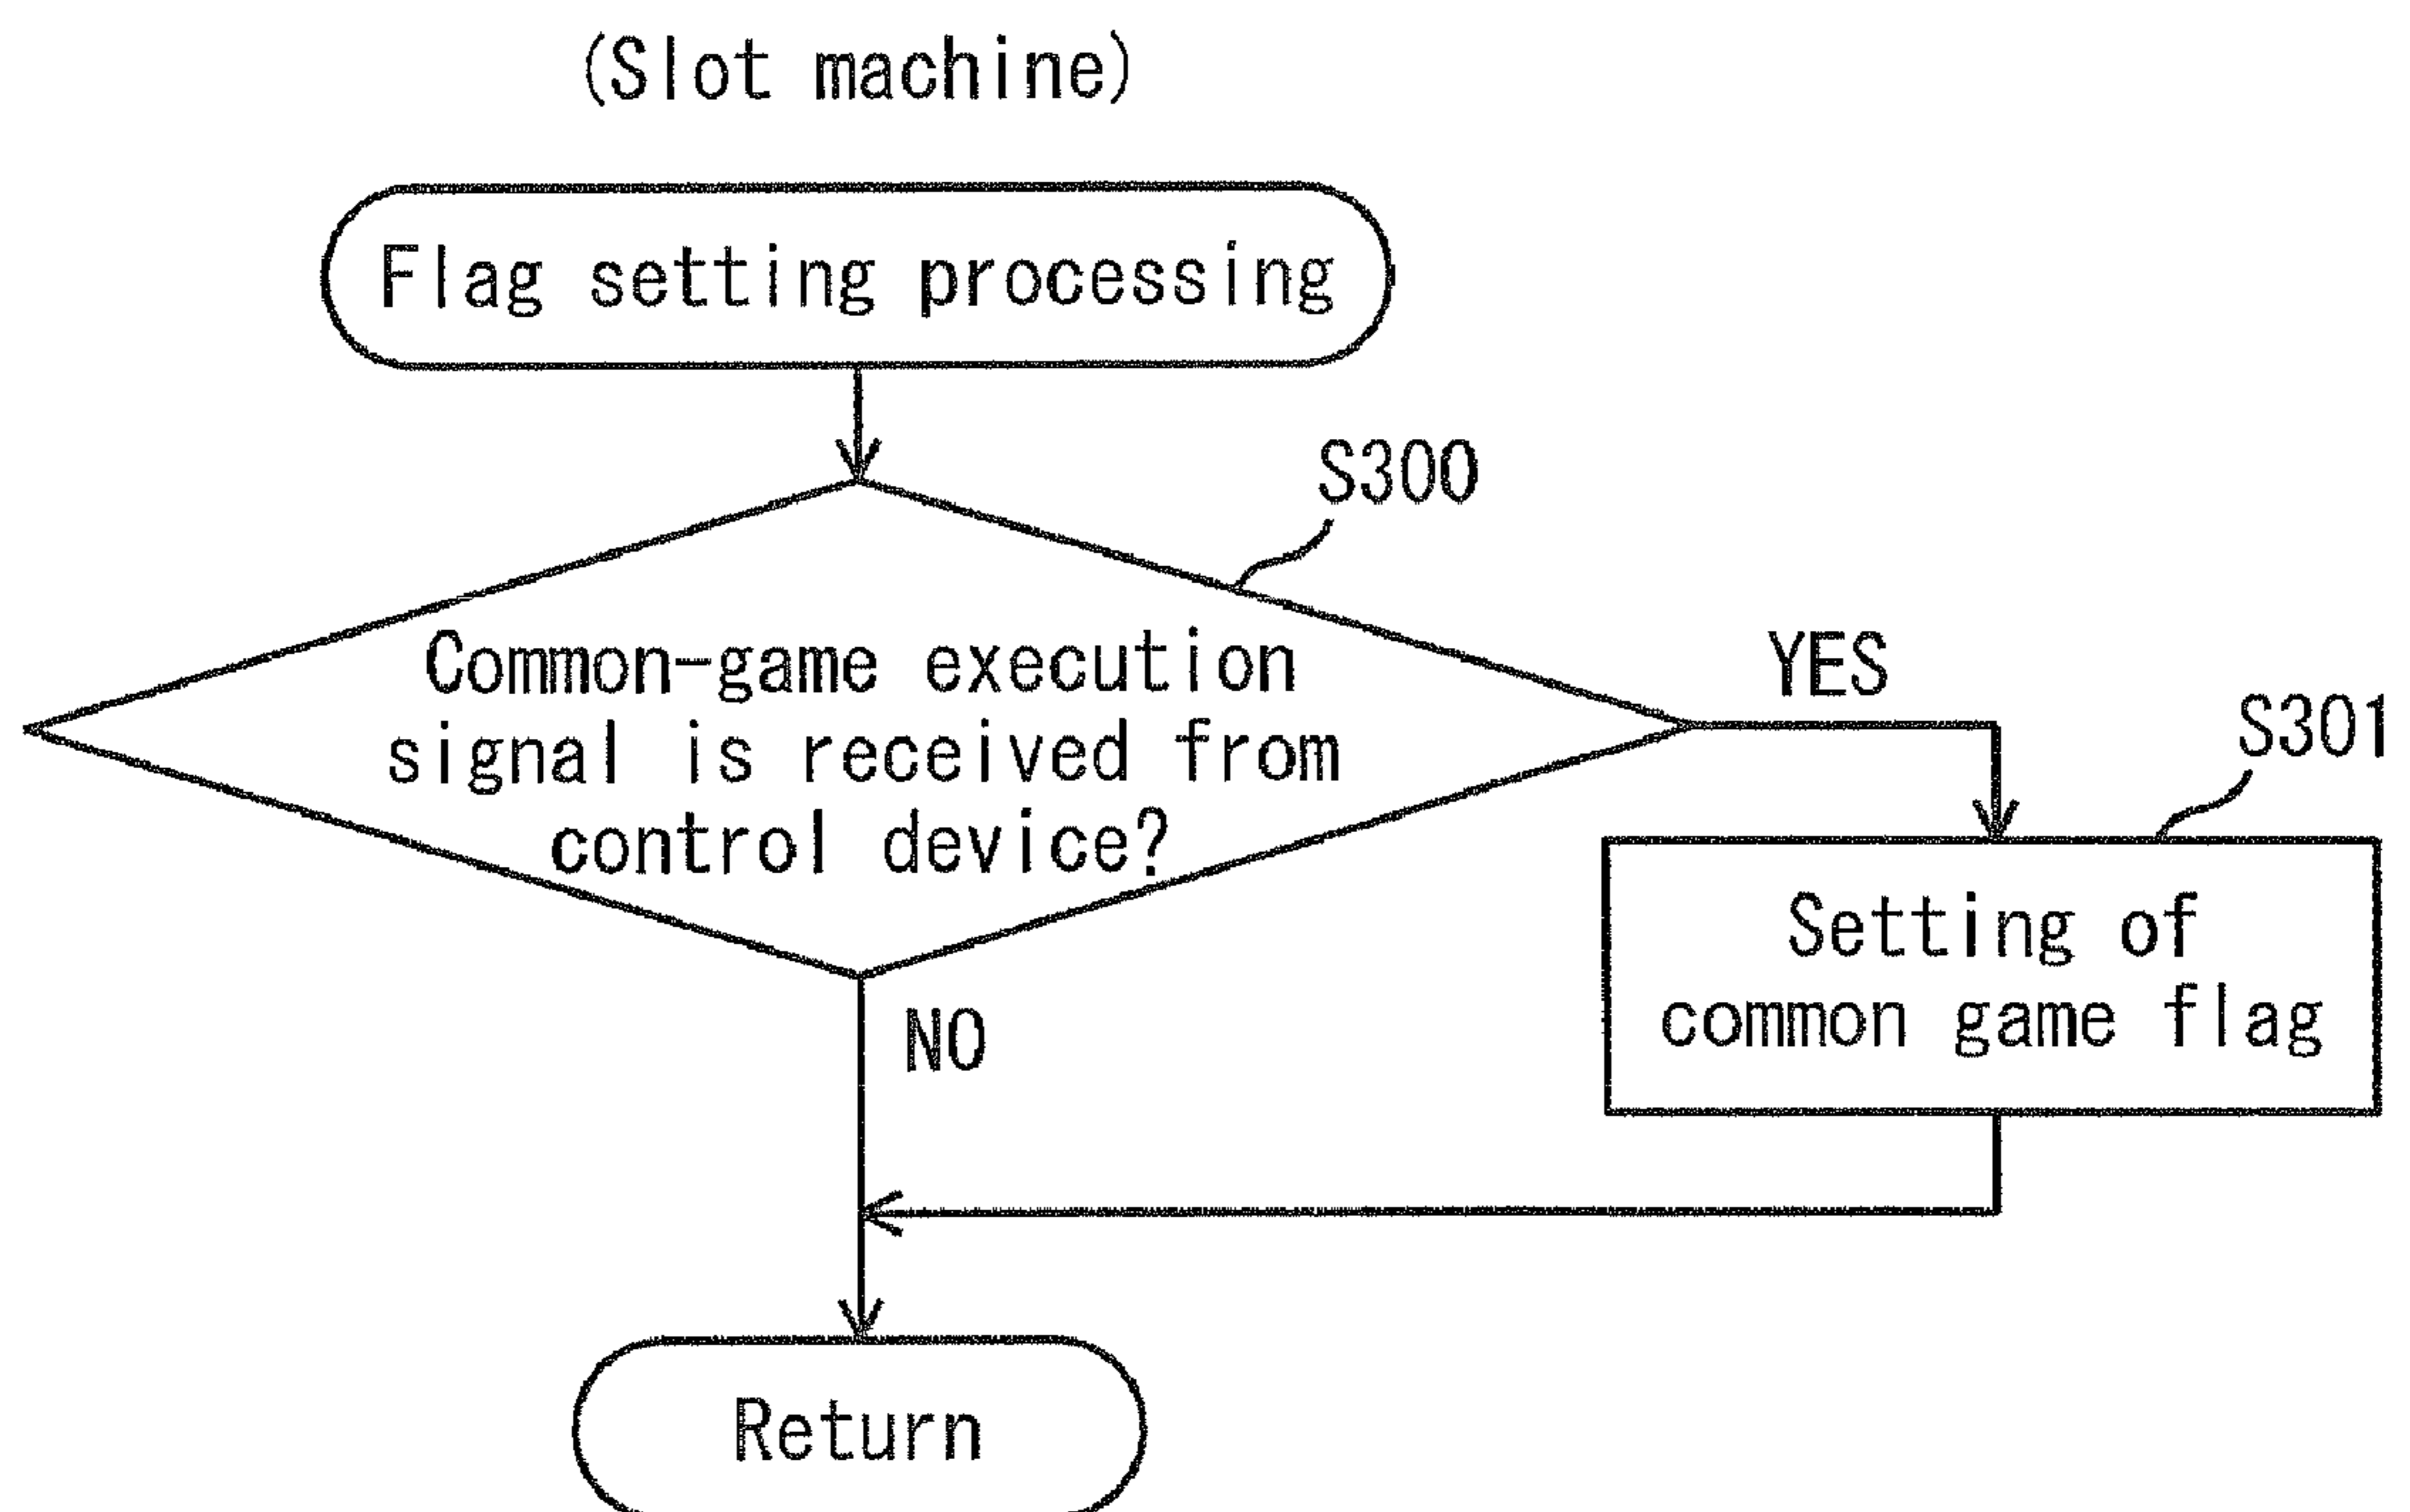 (Slot machine)
Flag setting processing
S300
Common-game execution
signal is received from
control device?
YES
S301
Setting of
common game flag
NO
Return